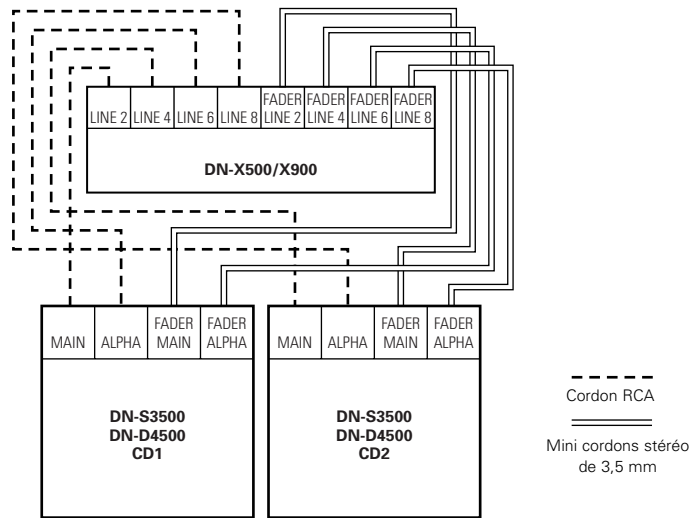 LINE 2 LINE 4 LINE 6 LINE 8 FADER LINE 2 FADER LINE 4 FADER LINE 6 FADER LINE 8
DN-X500/X900
MAIN ALPHA FADER MAIN FADER ALPHA
DN-S3500
DN-D4500
CD1
MAIN ALPHA FADER MAIN FADER ALPHA
DN-S3500
DN-D4500
CD2
Cordon RCA
Mini cordons stéréo
de 3,5 mm